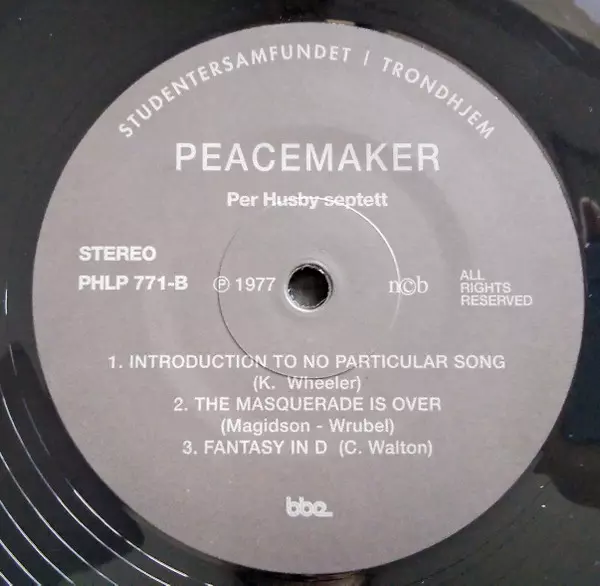 STUDENTERSAMFUNDET I TRONDHJEM
PEACEMAKER
Per Husby septett
STEREO
PHLP 771-B
℗ 1977
n©b
ALL
RIGHTS
RESERVED
1. INTRODUCTION TO NO PARTICULAR SONG
(K. Wheeler)
2. THE MASQUERADE IS OVER
(Magidson - Wrubel)
3. FANTASY IN D (C. Walton)
bbe